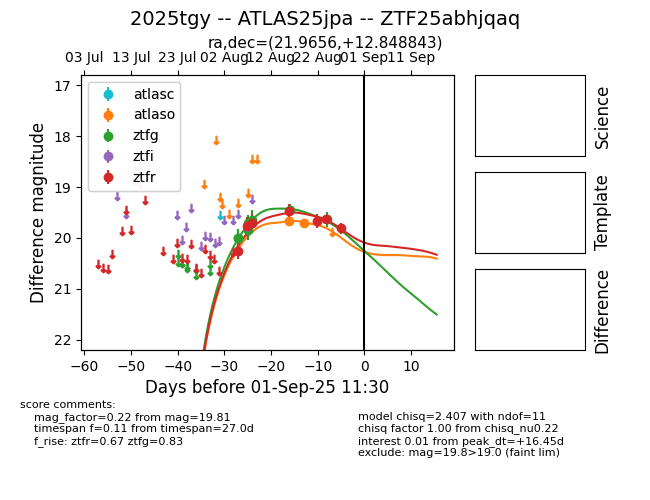 2025tgy -- ATLAS25jpa -- ZTF25abhjqaq
ra,dec=(21.9656,+12.848843)
03 Jul 13 Jul 23 Jul 02 Aug 12 Aug 22 Aug 01 Sep 11 Sep
17
18
19
20
21
22
Difference magnitude
atlasc
atlaso
ztfg
ztfi
ztfr
−60 −50 −40 −30 −20 −10 0 10
Days before 01-Sep-25 11:30
Science
Template
Difference
score comments:
mag_factor=0.22 from mag=19.81
timespan f=0.11 from timespan=27.0d
f_rise: ztfr=0.67 ztfg=0.83
model chisq=2.407 with ndof=11
chisq factor 1.00 from chisq_nu0.22
interest 0.01 from peak_dt=+16.45d
exclude: mag=19.8>19.0 (faint lim)